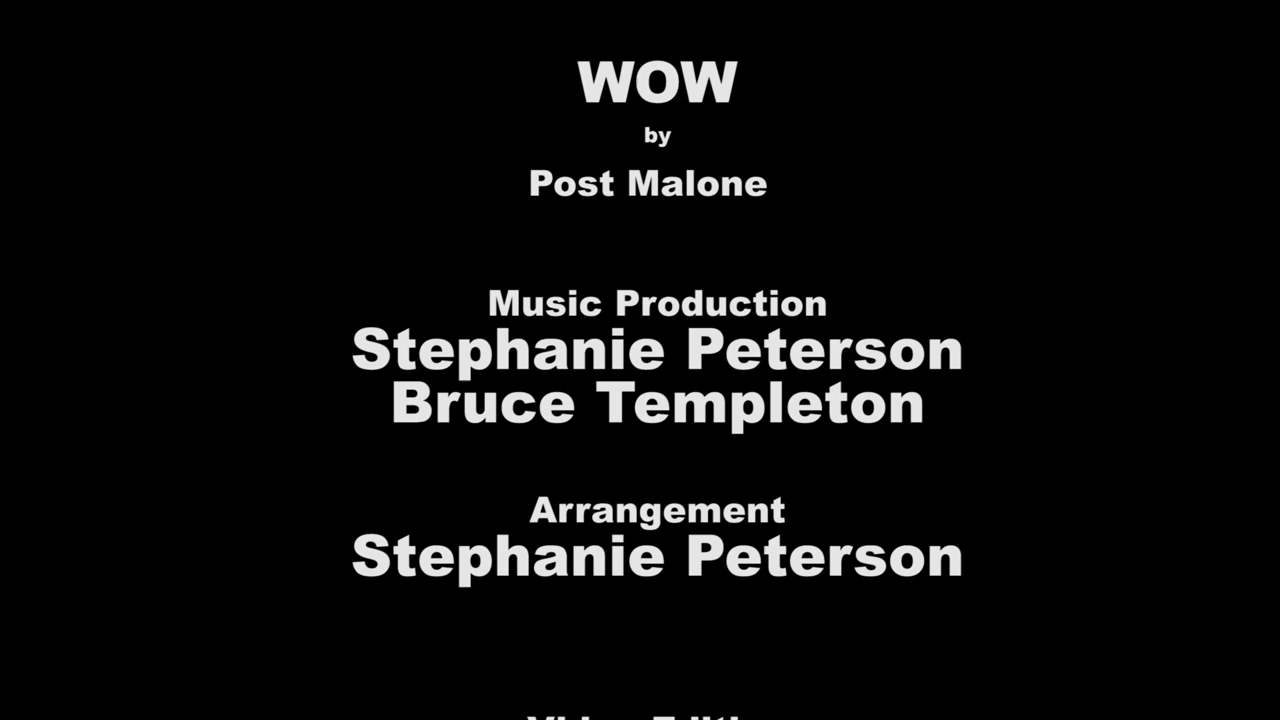 WOW
by
Post Malone
Music Production
Stephanie Peterson
Bruce Templeton
Arrangement
Stephanie Peterson